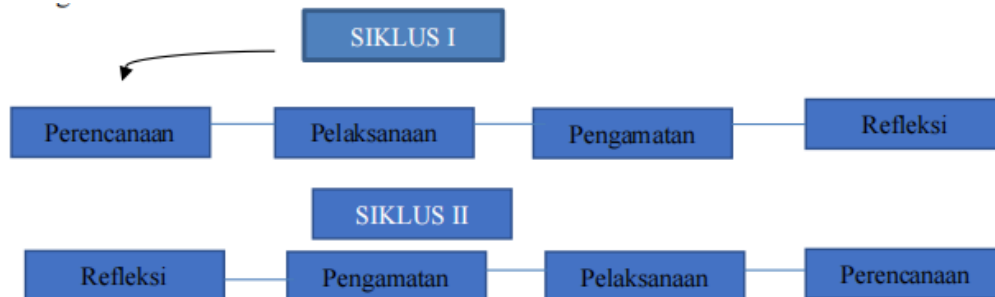 SIKLUS I
Perencanaan
Pelaksanaan
Pengamatan
Refleksi
SIKLUS II
Refleksi
Pengamatan
Pelaksanaan
Perencanaan